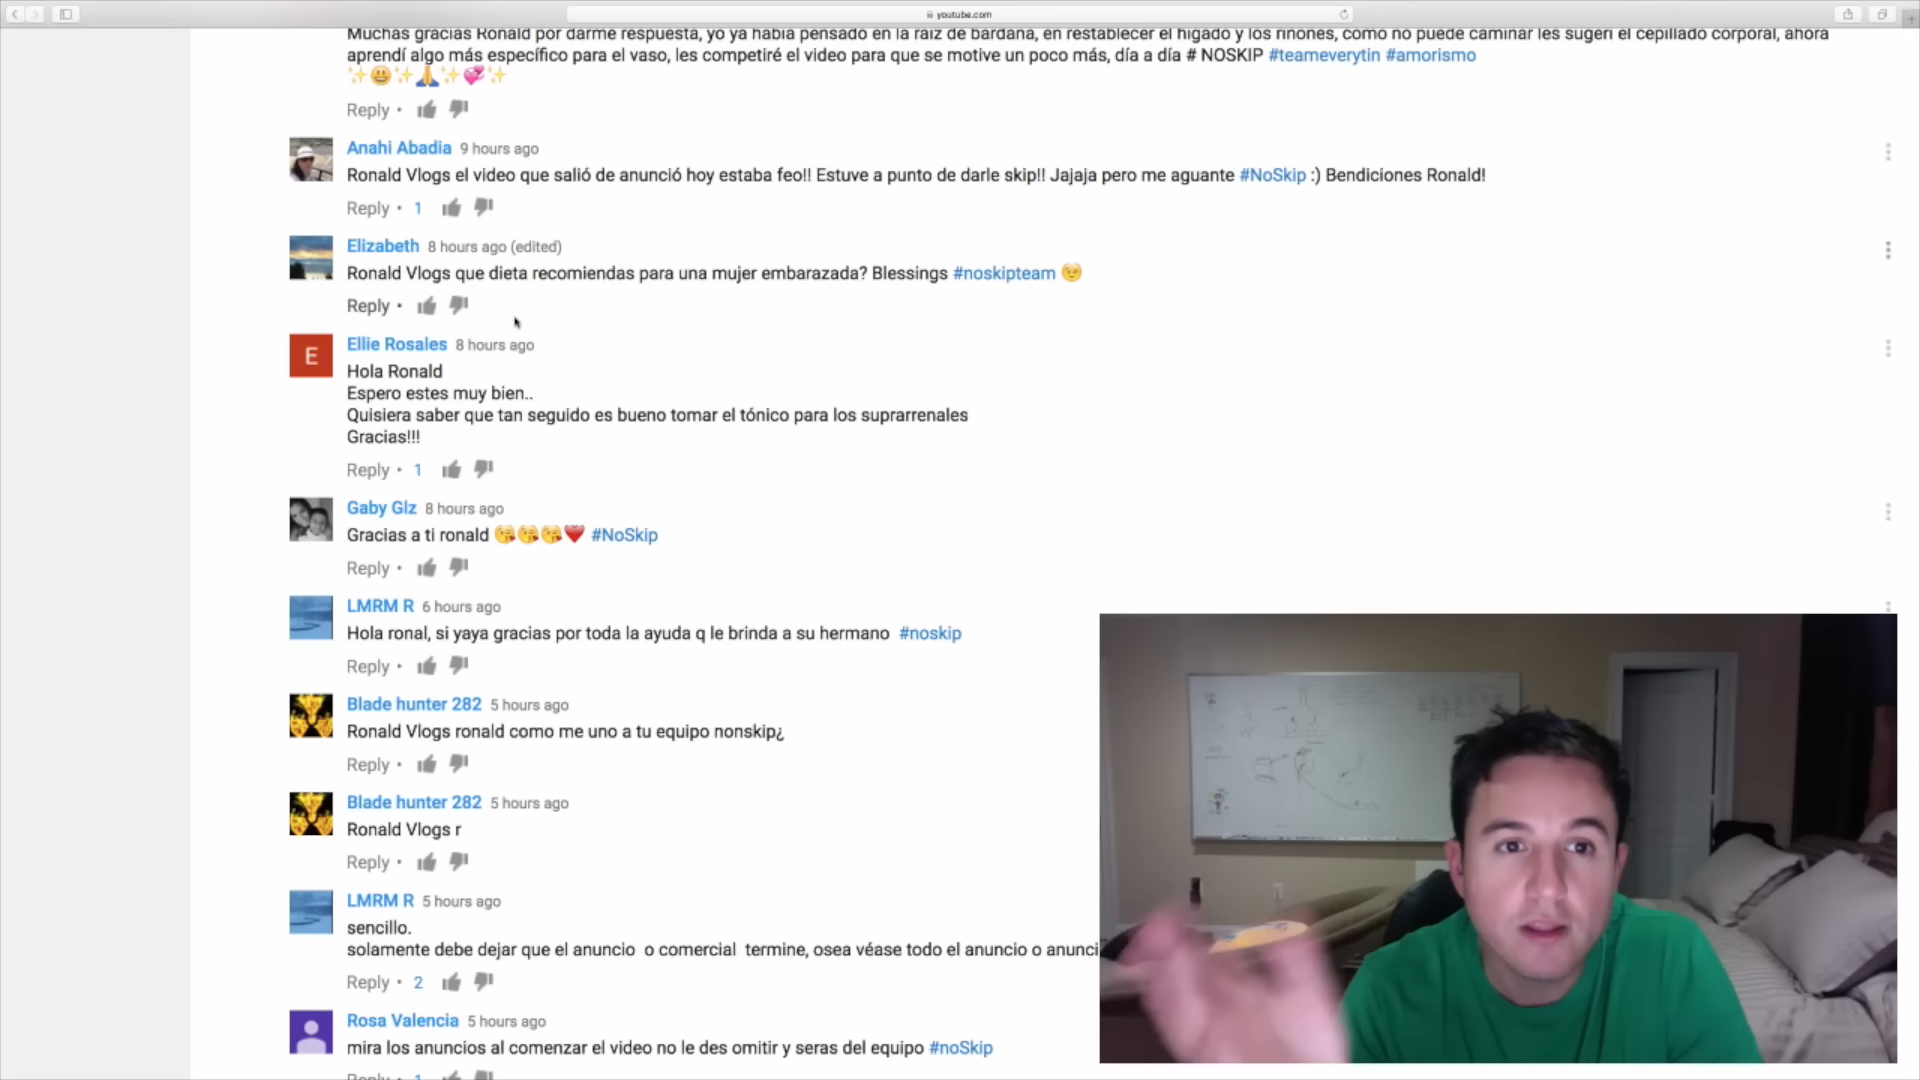 youtube.com
Muchas gracias Ronald por darme respuesta, yo ya había pensado en la raíz de bardana, en restablecer el hígado y los riñones, como no puede caminar les sugerí el cepillado corporal, ahora
aprendí algo más específico para el vaso, les competiré el video para que se motive un poco más, día a día # NOSKIP #teameverytin #amorismo
✨😃✨🙏✨💞✨
Reply •
Anahi Abadia 9 hours ago
Ronald Vlogs el video que salió de anunció hoy estaba feo!! Estuve a punto de darle skip!! Jajaja pero me aguante #NoSkip :) Bendiciones Ronald!
Reply • 1
Elizabeth 8 hours ago (edited)
Ronald Vlogs que dieta recomiendas para una mujer embarazada? Blessings #noskipteam 😇
Reply •
E
Ellie Rosales 8 hours ago
Hola Ronald
Espero estes muy bien..
Quisiera saber que tan seguido es bueno tomar el tónico para los suprarrenales
Gracias!!!
Reply • 1
Gaby Glz 8 hours ago
Gracias a ti ronald 😘😘😘❤ #NoSkip
Reply •
LMRM R 6 hours ago
Hola ronal, si yaya gracias por toda la ayuda q le brinda a su hermano #noskip
Reply •
Blade hunter 282 5 hours ago
Ronald Vlogs ronald como me uno a tu equipo nonskip¿
Reply •
Blade hunter 282 5 hours ago
Ronald Vlogs r
Reply •
LMRM R 5 hours ago
sencillo.
solamente debe dejar que el anuncio o comercial termine, osea véase todo el anuncio o anunci
Reply • 2
Rosa Valencia 5 hours ago
mira los anuncios al comenzar el video no le des omitir y seras del equipo #noSkip
Reply • 1